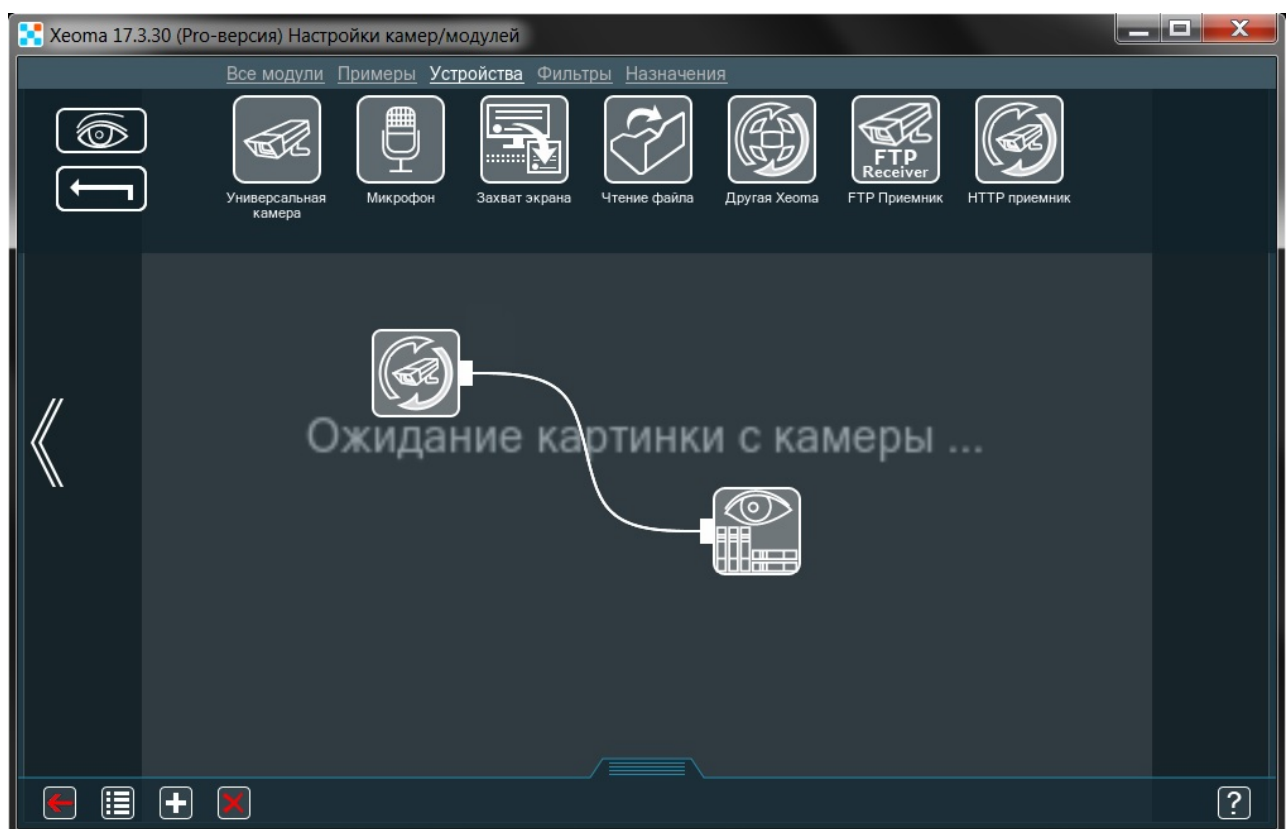 Xeoma 17.3.30 (Pro-версия) Настройки камер/модулей
Все модули Примеры Устройства Фильтры Назначения
FTP
Receiver
Универсальная камера
Микрофон
Захват экрана
Чтение файла
Другая Xeoma
FTP Приемник
HTTP приемник
Ожидание картинки с камеры ...
?